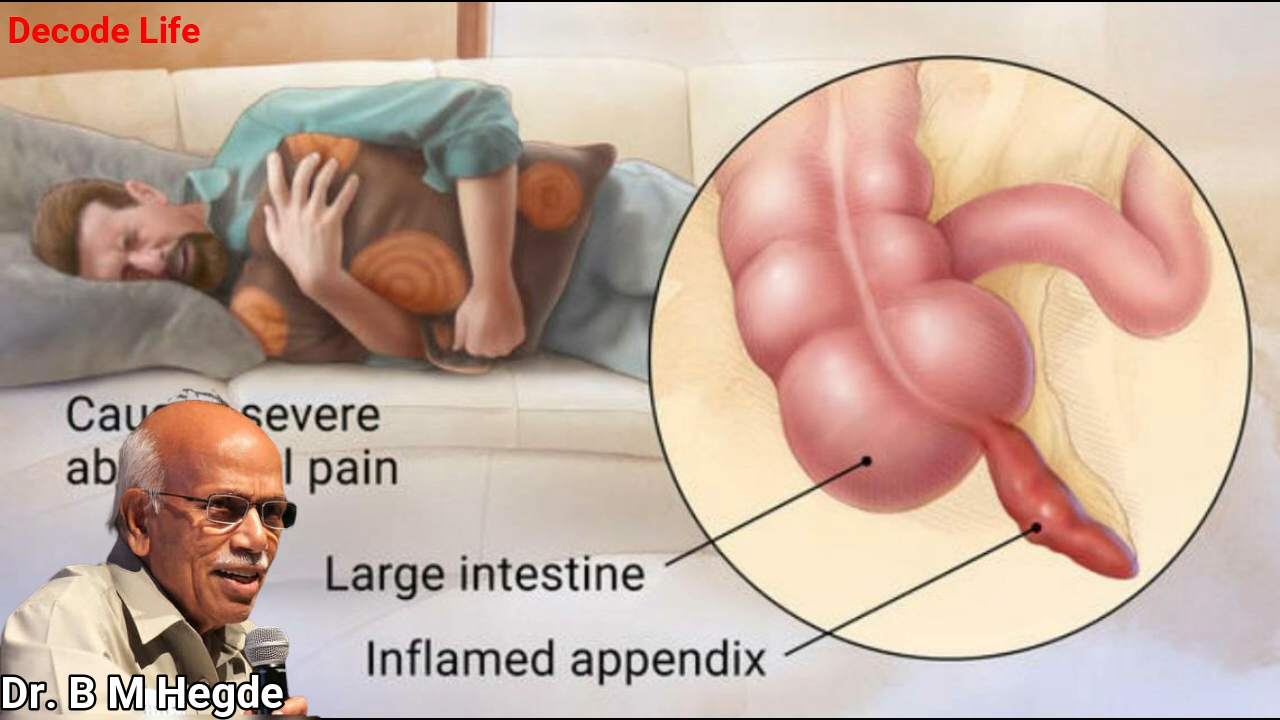 Decode Life
severe
pain
Large intestine
Inflamed appendix
Dr. B M Hegde